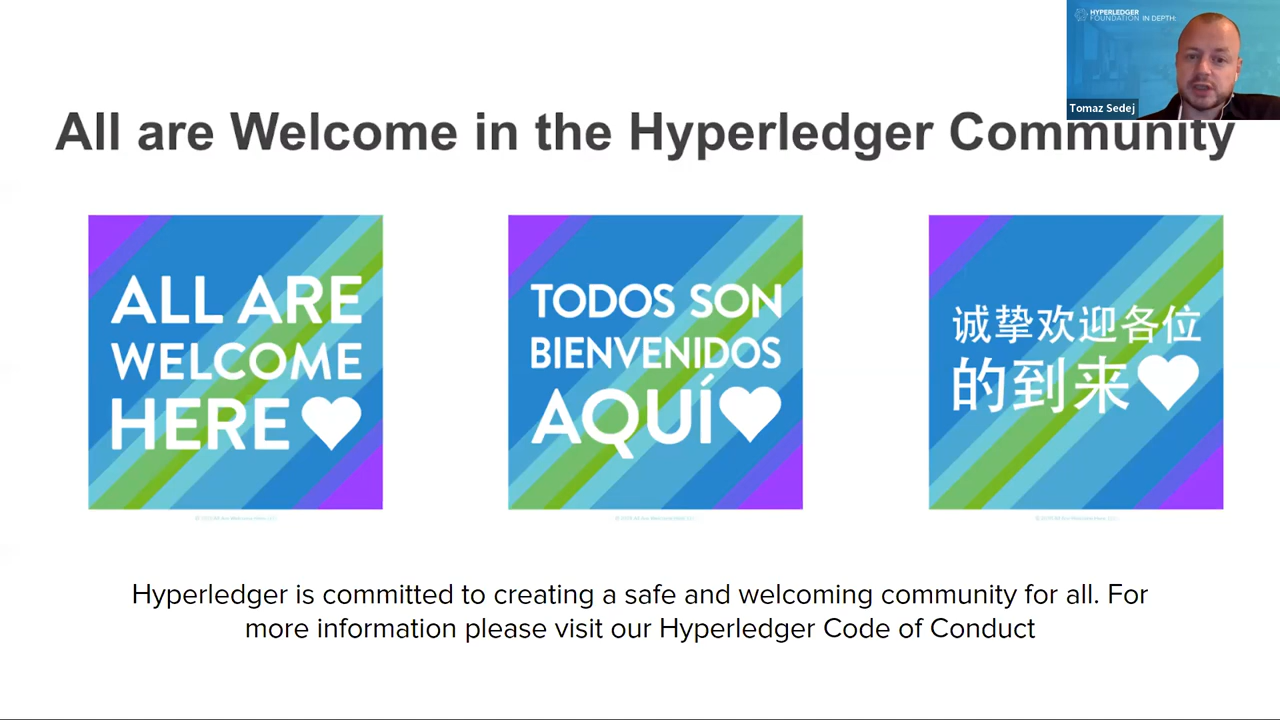 HYPERLEDGER
FOUNDATION IN DEPTH:
Tomaz Sedej
All are Welcome in the Hyperledger Community
ALL ARE
WELCOME
HERE
TODOS SON
BIENVENIDOS
AQUÍ
诚挚欢迎各位
的到来
Hyperledger is committed to creating a safe and welcoming community for all. For
more information please visit our Hyperledger Code of Conduct